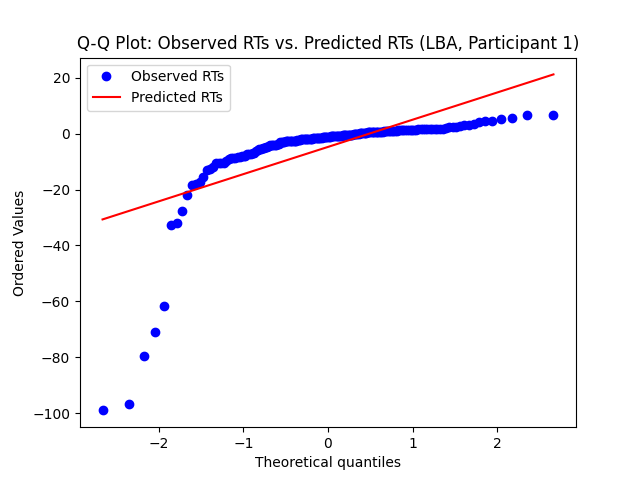 Q-Q Plot: Observed RTs vs. Predicted RTs (LBA, Participant 1)
Observed RTs
Predicted RTs
20
0
−20
−40
−60
−80
−100
Ordered Values
−2
−1
0
1
2
Theoretical quantiles